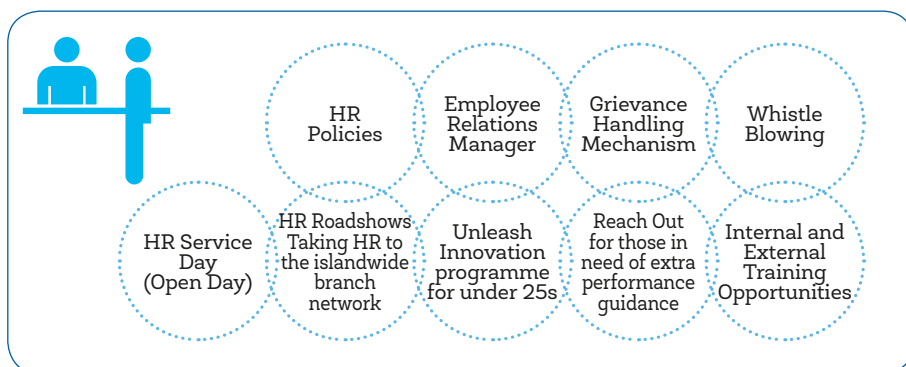 HR
Policies
Employee
Relations
Manager
Grievance
Handling
Mechanism
Whistle
Blowing
HR Service
Day
(Open Day)
HR Roadshows
Taking HR to
the islandwide
branch
network
Unleash
Innovation
programme
for under 25s
Reach Out
for those in
need of extra
performance
guidance
Internal and
External
Training
Opportunities